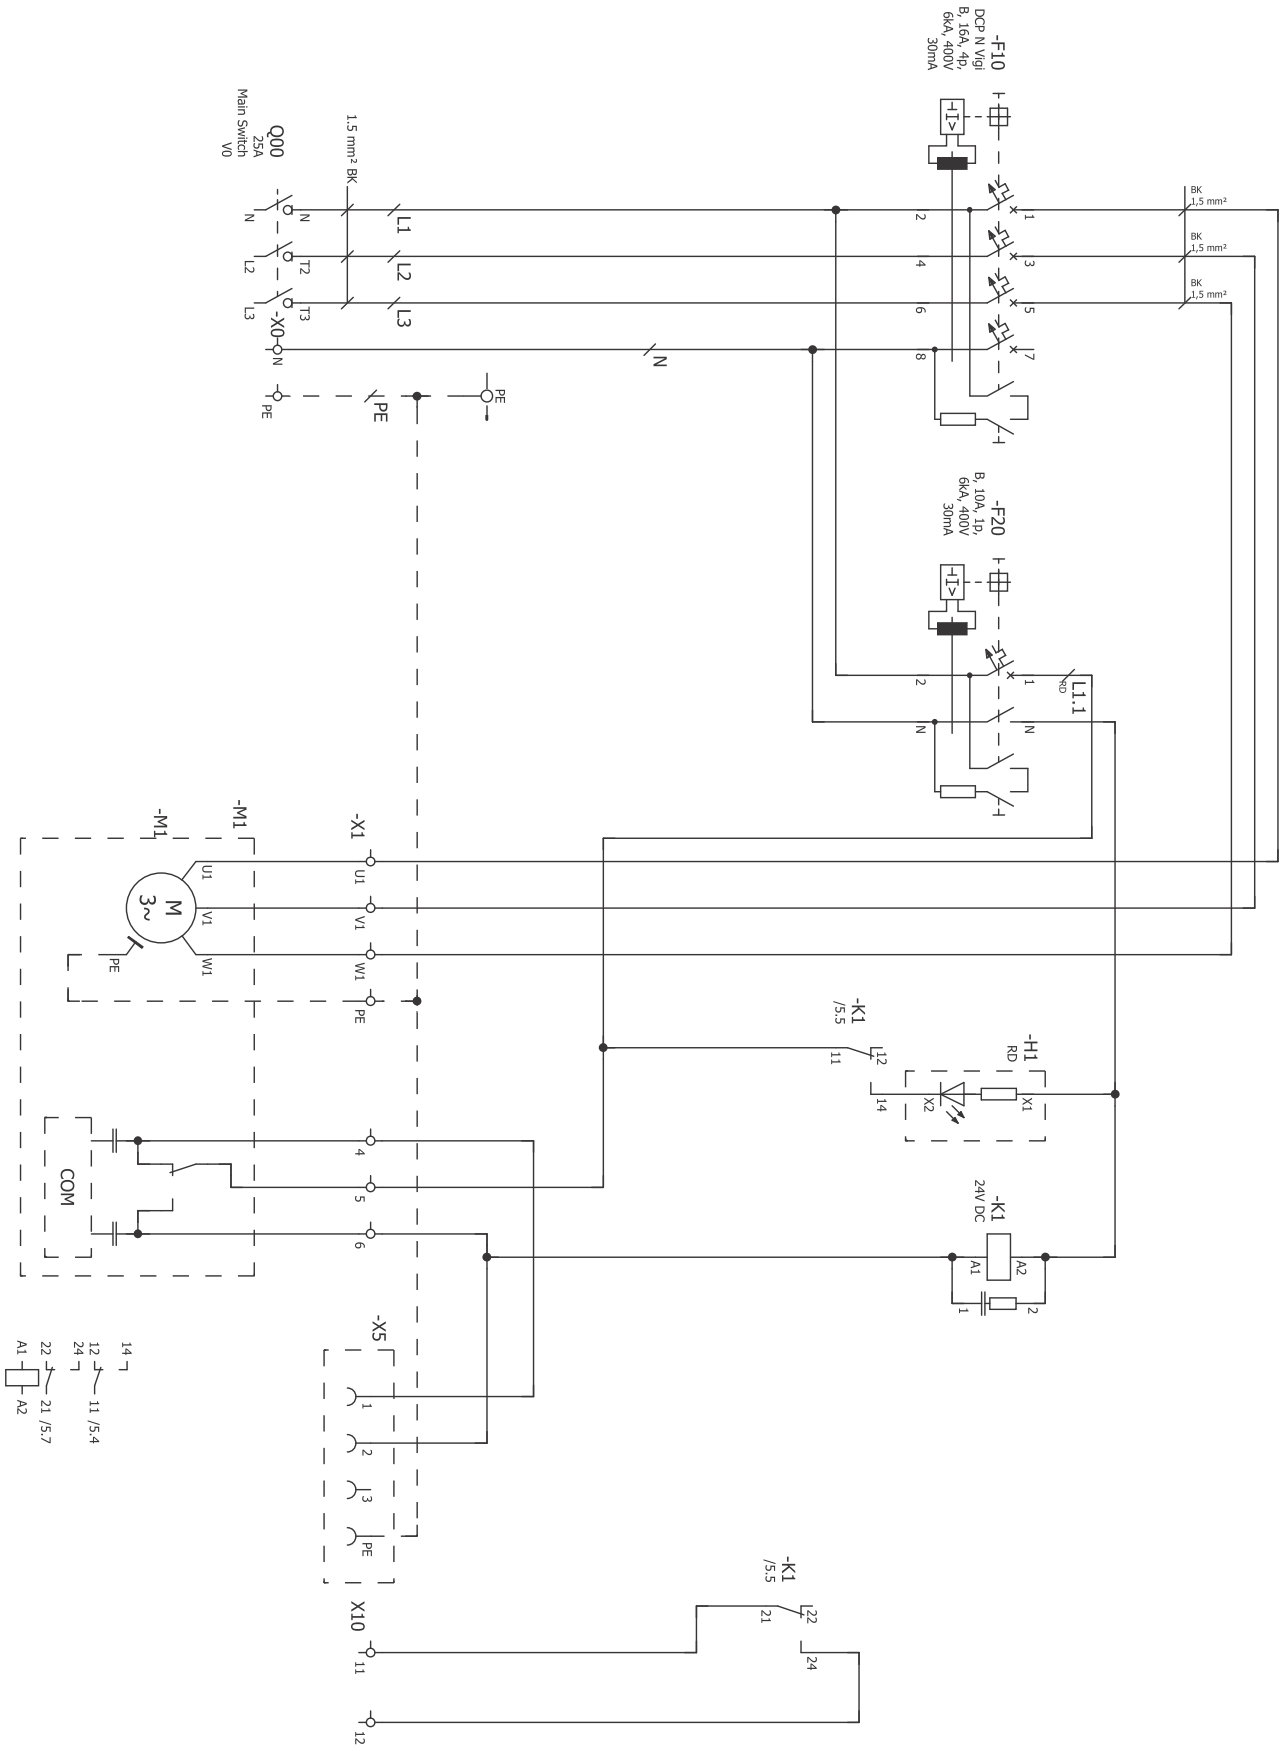 -F10
DCP N Vigi
B, 16A, 4p,
6kA, 400V
30mA
HI>
1
2
3
4
5
6
7
8
BK
1,5 mm²
BK
1,5 mm²
BK
1,5 mm²
1.5 mm² BK
Q00
25A
Main Switch
V0
N
N
L2
T2
L3
T3
L1
L2
L3
-X0
N
PE
N
PE
PE
-F20
B, 10A, 1p,
6kA, 400V
30mA
HI>
1
2
N
N
L1.1
RD
-M1
-M1
M
3~
U1
V1
W1
PE
-X1
U1
V1
W1
PE
4
5
6
COM
-K1
/5.5
11
12
14
-H1
RD
X1
X2
-K1
24V DC
A1
A2
1
2
-X5
1
2
3
PE
14
12
11 /5.4
24
22
21 /5.7
A1
A2
X10
11
12
-K1
/5.5
21
22
24